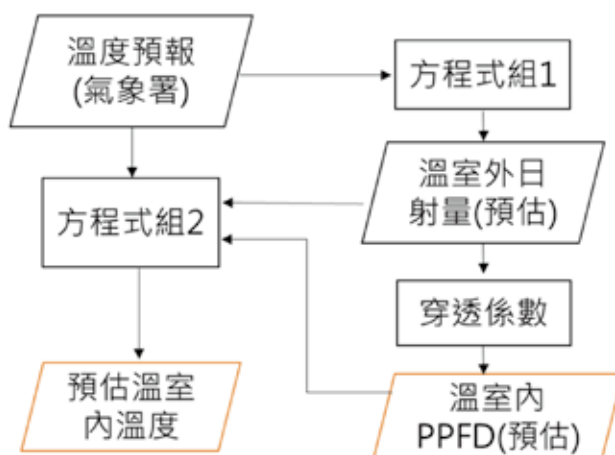 溫度預報
(氣象署)
方程式組1
溫室外日
射量(預估)
方程式組2
穿透係數
預估溫室
內溫度
溫室內
PPFD(預估)